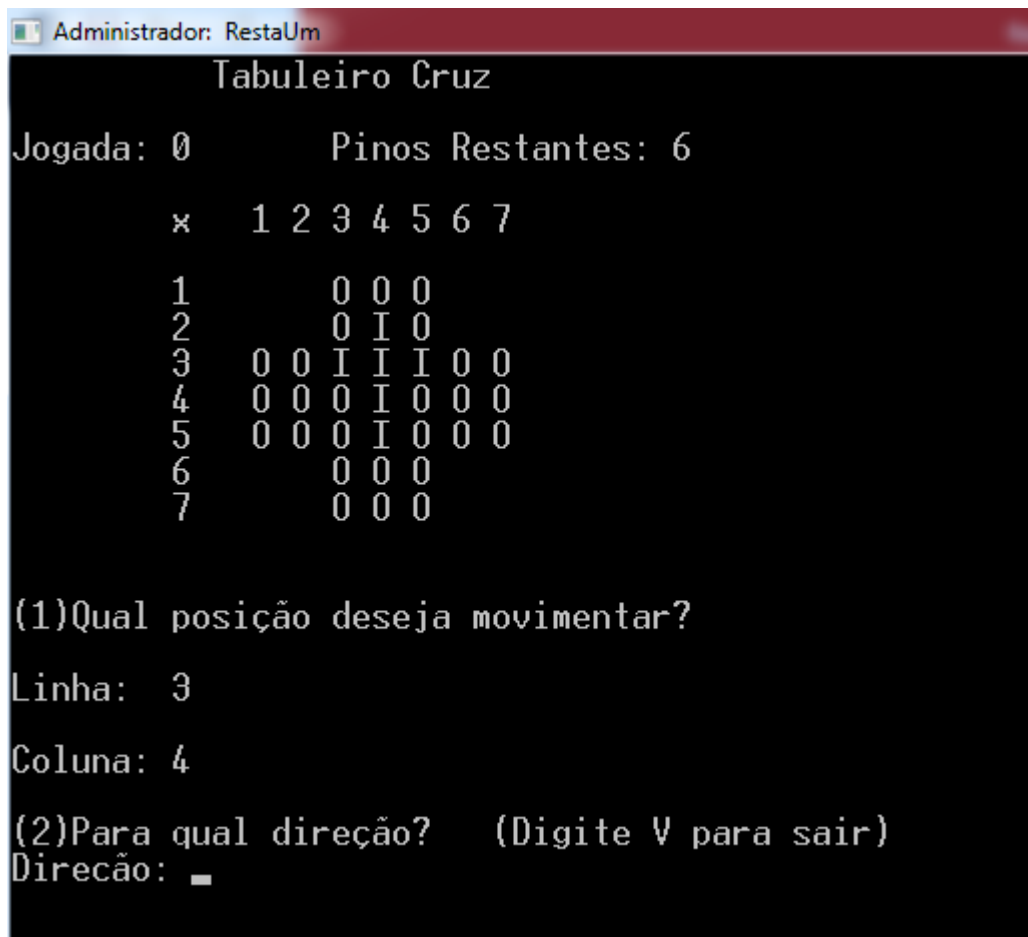 Administrador: RestaUm
Tabuleiro Cruz
Jogada: 0 Pinos Restantes: 6
x 1 2 3 4 5 6 7
1 0 0 0
2 0 I 0
3 0 0 I I I 0 0
4 0 0 0 I 0 0 0
5 0 0 0 I 0 0 0
6 0 0 0
7 0 0 0
(1)Qual posição deseja movimentar?
Linha: 3
Coluna: 4
(2)Para qual direção? (Digite V para sair)
Direcão: